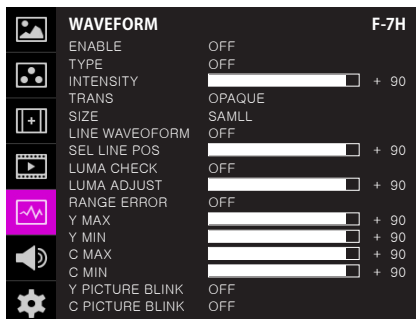 WAVEFORM F-7H
ENABLE OFF
TYPE OFF
INTENSITY + 90
TRANS OPAQUE
SIZE SAMLL
LINE WAVEOFORM OFF
SEL LINE POS + 90
LUMA CHECK OFF
LUMA ADJUST + 90
RANGE ERROR OFF
Y MAX + 90
Y MIN + 90
C MAX + 90
C MIN + 90
Y PICTURE BLINK OFF
C PICTURE BLINK OFF